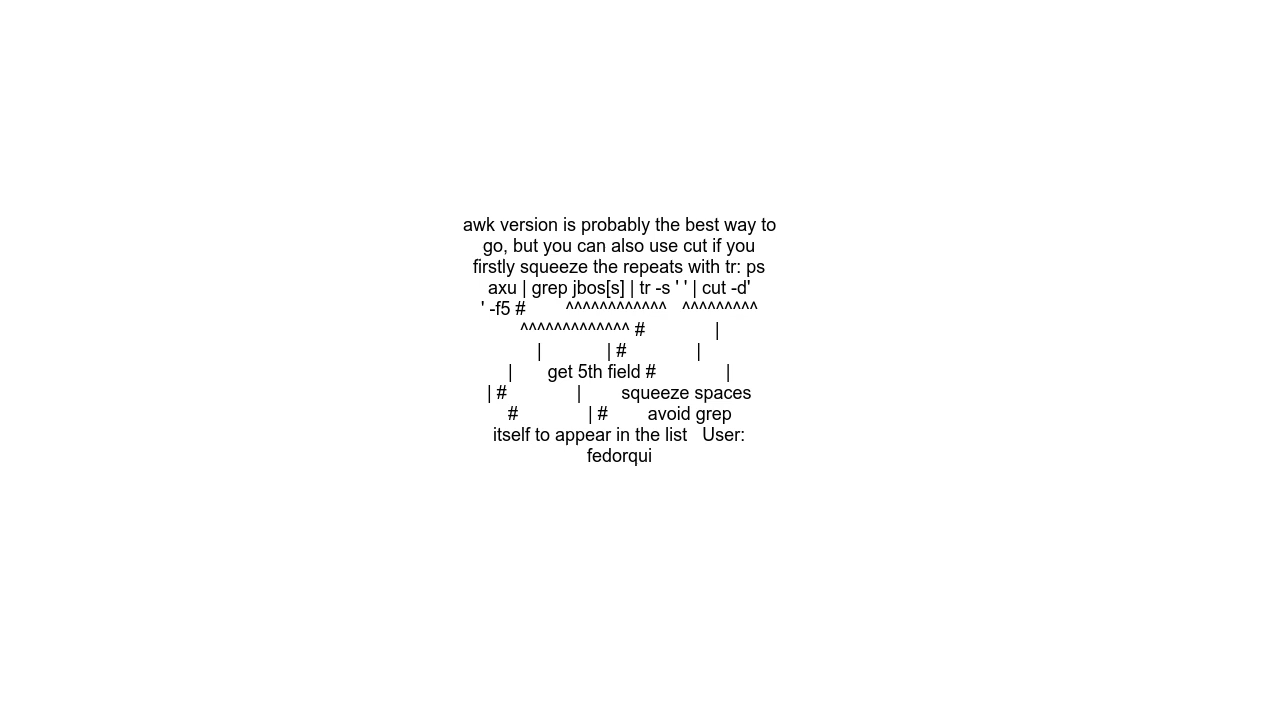 awk version is probably the best way to
go, but you can also use cut if you
firstly squeeze the repeats with tr: ps
axu | grep jbos[s] | tr -s ' ' | cut -d'
' -f5 #        ^^^^^^^^^^^^   ^^^^^^^^^
^^^^^^^^^^^^^ #              |
|             | #              |
|       get 5th field #              |
| #              |        squeeze spaces
#              | #        avoid grep
itself to appear in the list   User:
fedorqui